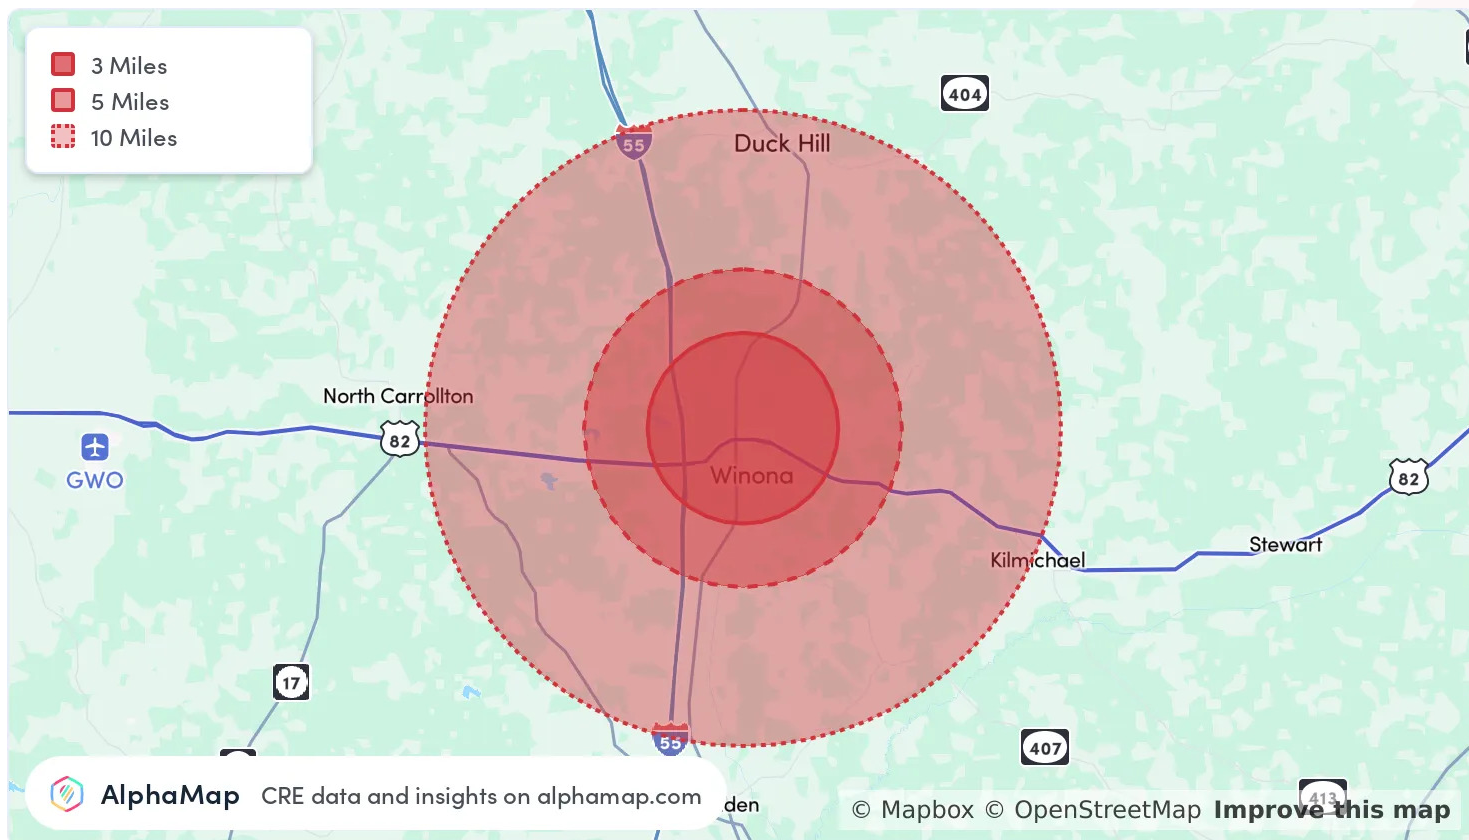 3 Miles
5 Miles
10 Miles
404
55
Duck Hill
North Carrollton
82
GWO
Winona
82
Stewart
Kilmichael
17
55
407
AlphaMap CRE data and insights on alphamap.com
den
413
© Mapbox © OpenStreetMap Improve this map